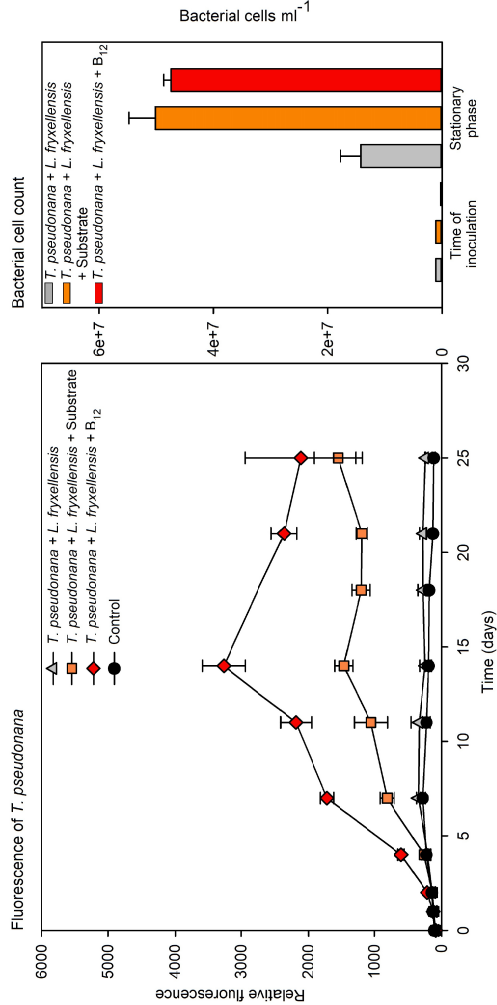 Fluorescence of T. pseudonana
T. pseudonana + L. fryxellensis
T. pseudonana + L. fryxellensis + Substrate
T. pseudonana + L. fryxellensis + B12
Control
Relative fluorescence
6000
5000
4000
3000
2000
1000
0
0 5 10 15 20 25 30
Time (days)
Bacterial cell count
T. pseudonana + L. fryxellensis
T. pseudonana + L. fryxellensis
+ Substrate
T. pseudonana + L. fryxellensis + B12
6e+7
4e+7
2e+7
0
Time of
inoculation
Stationary
phase
Bacterial cells ml-1